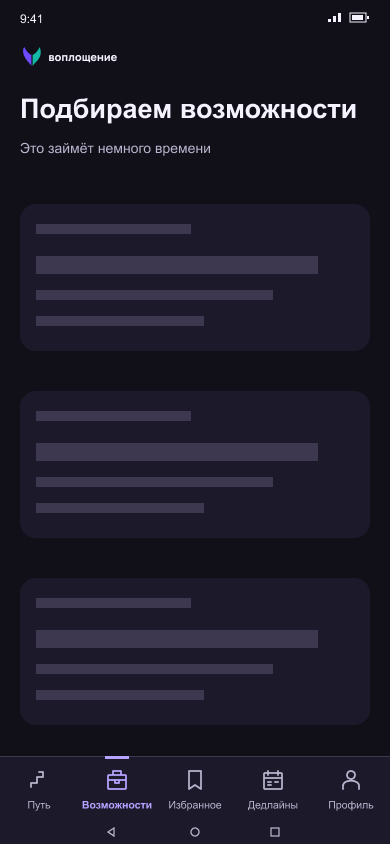 9:41
воплощение
Подбираем возможности
Это займёт немного времени
Путь
Возможности
Избранное
Дедлайны
Профиль